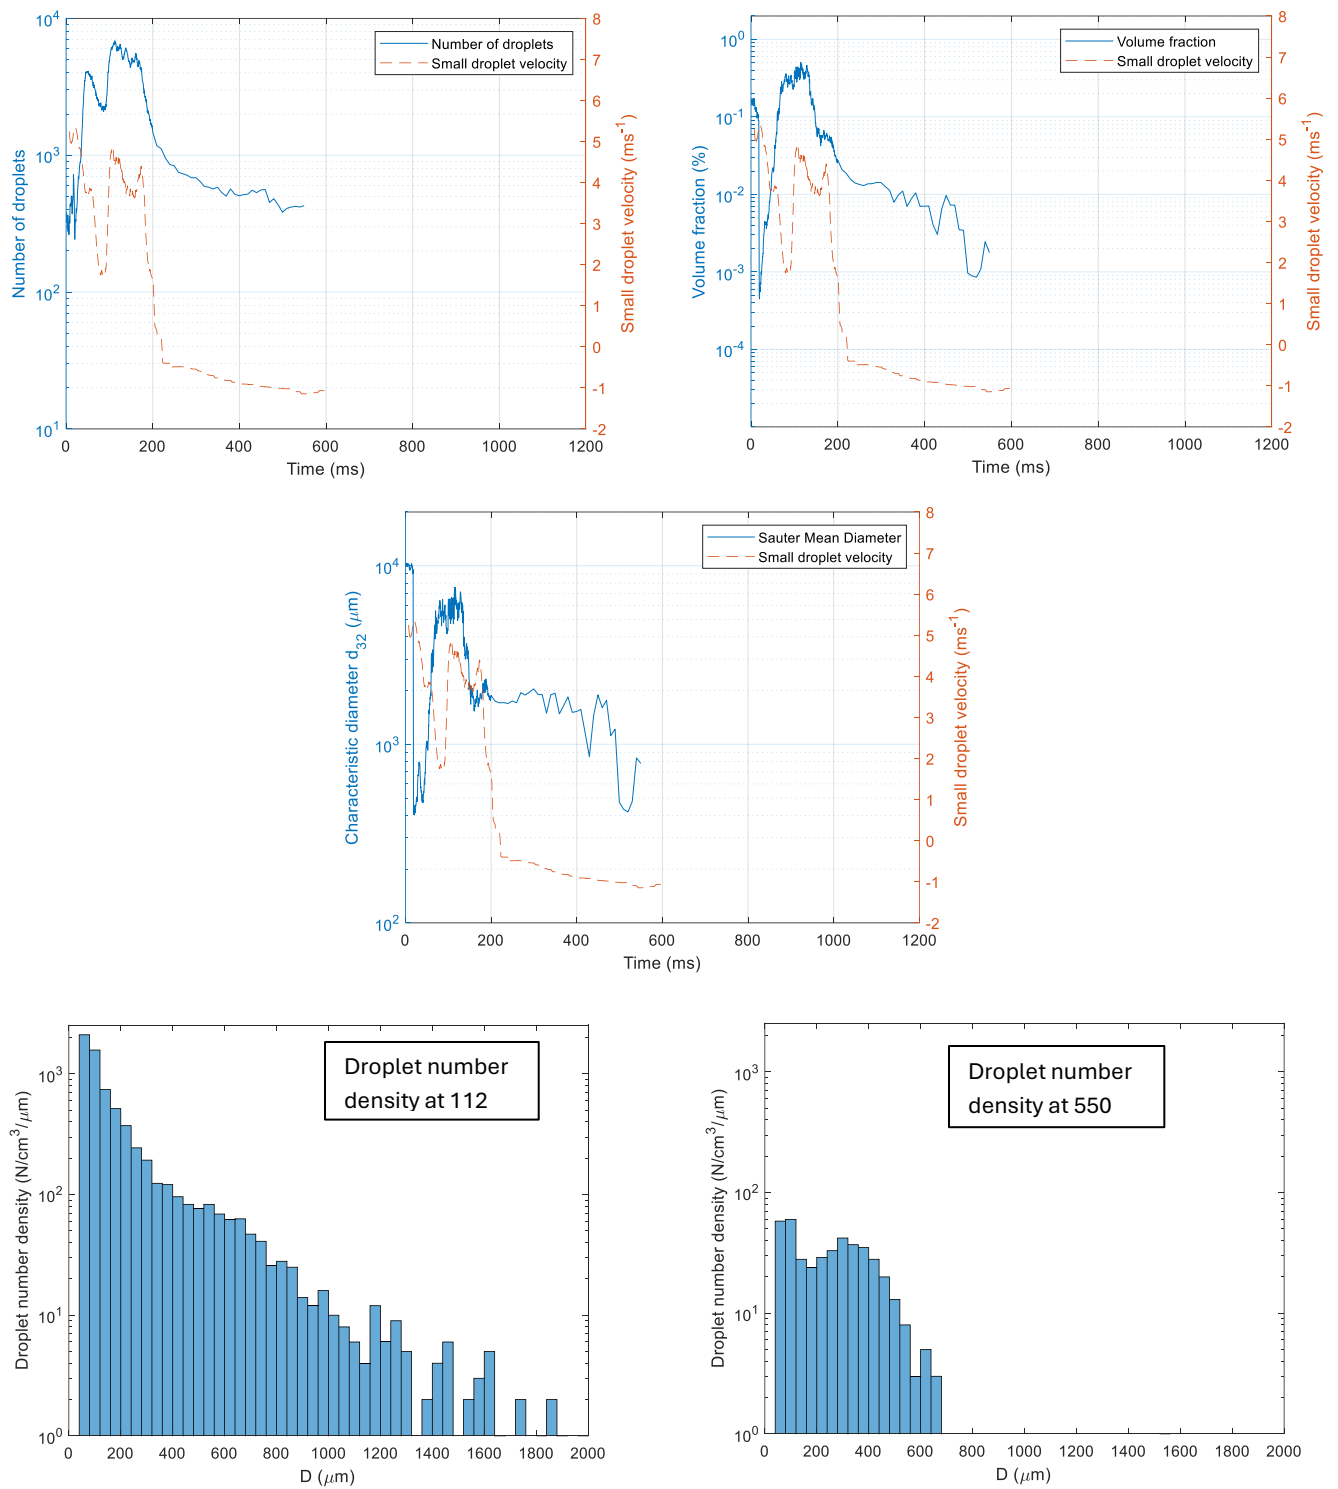 Number of droplets
Small droplet velocity
10^4
10^3
10^2
10^1
Number of droplets
8
7
6
5
4
3
2
1
0
-1
-2
Small droplet velocity (ms^-1)
0 200 400 600 800 1000 1200
Time (ms)
Volume fraction
Small droplet velocity
10^0
10^-1
10^-2
10^-3
10^-4
Volume fraction (%)
8
7
6
5
4
3
2
1
0
-1
-2
Small droplet velocity (ms^-1)
0 200 400 600 800 1000 1200
Time (ms)
Sauter Mean Diameter
Small droplet velocity
10^4
10^3
10^2
Characteristic diameter d_32 (μm)
8
7
6
5
4
3
2
1
0
-1
-2
Small droplet velocity (ms^-1)
0 200 400 600 800 1000 1200
Time (ms)
Droplet number
density at 112
10^3
10^2
10^1
10^0
Droplet number density (N/cm^3/μm)
0 200 400 600 800 1000 1200 1400 1600 1800 2000
D (μm)
Droplet number
density at 550
10^3
10^2
10^1
10^0
Droplet number density (N/cm^3/μm)
0 200 400 600 800 1000 1200 1400 1600 1800 2000
D (μm)